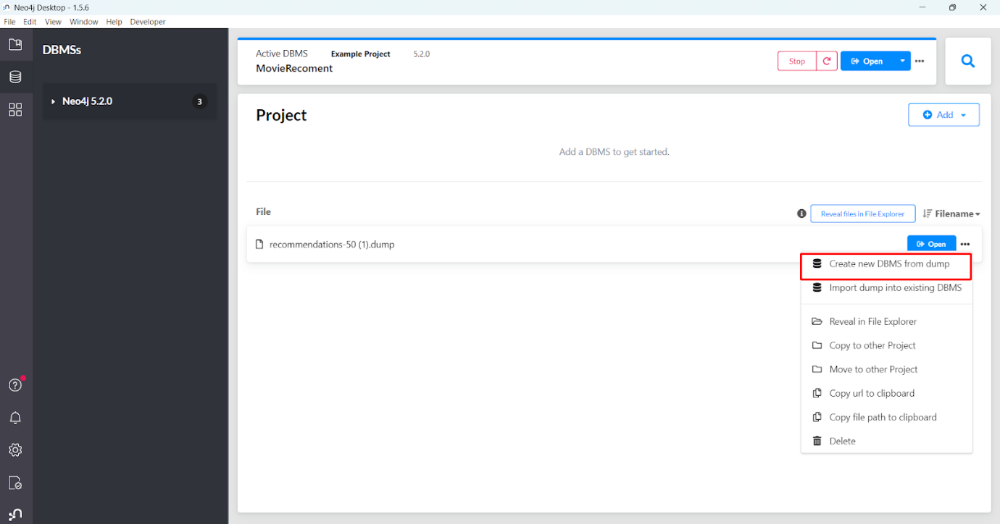 Neo4j Desktop - 1.5.6
File Edit View Window Help Developer
DBMSs
Neo4j 5.2.0 3
Active DBMS Example Project 5.2.0
MovieRecoment
Stop Open
Project
Add
Add a DBMS to get started.
File
Reveal files in File Explorer Filename
recommendations-50 (1).dump
Open
Create new DBMS from dump
Import dump into existing DBMS
Reveal in File Explorer
Copy to other Project
Move to other Project
Copy url to clipboard
Copy file path to clipboard
Delete